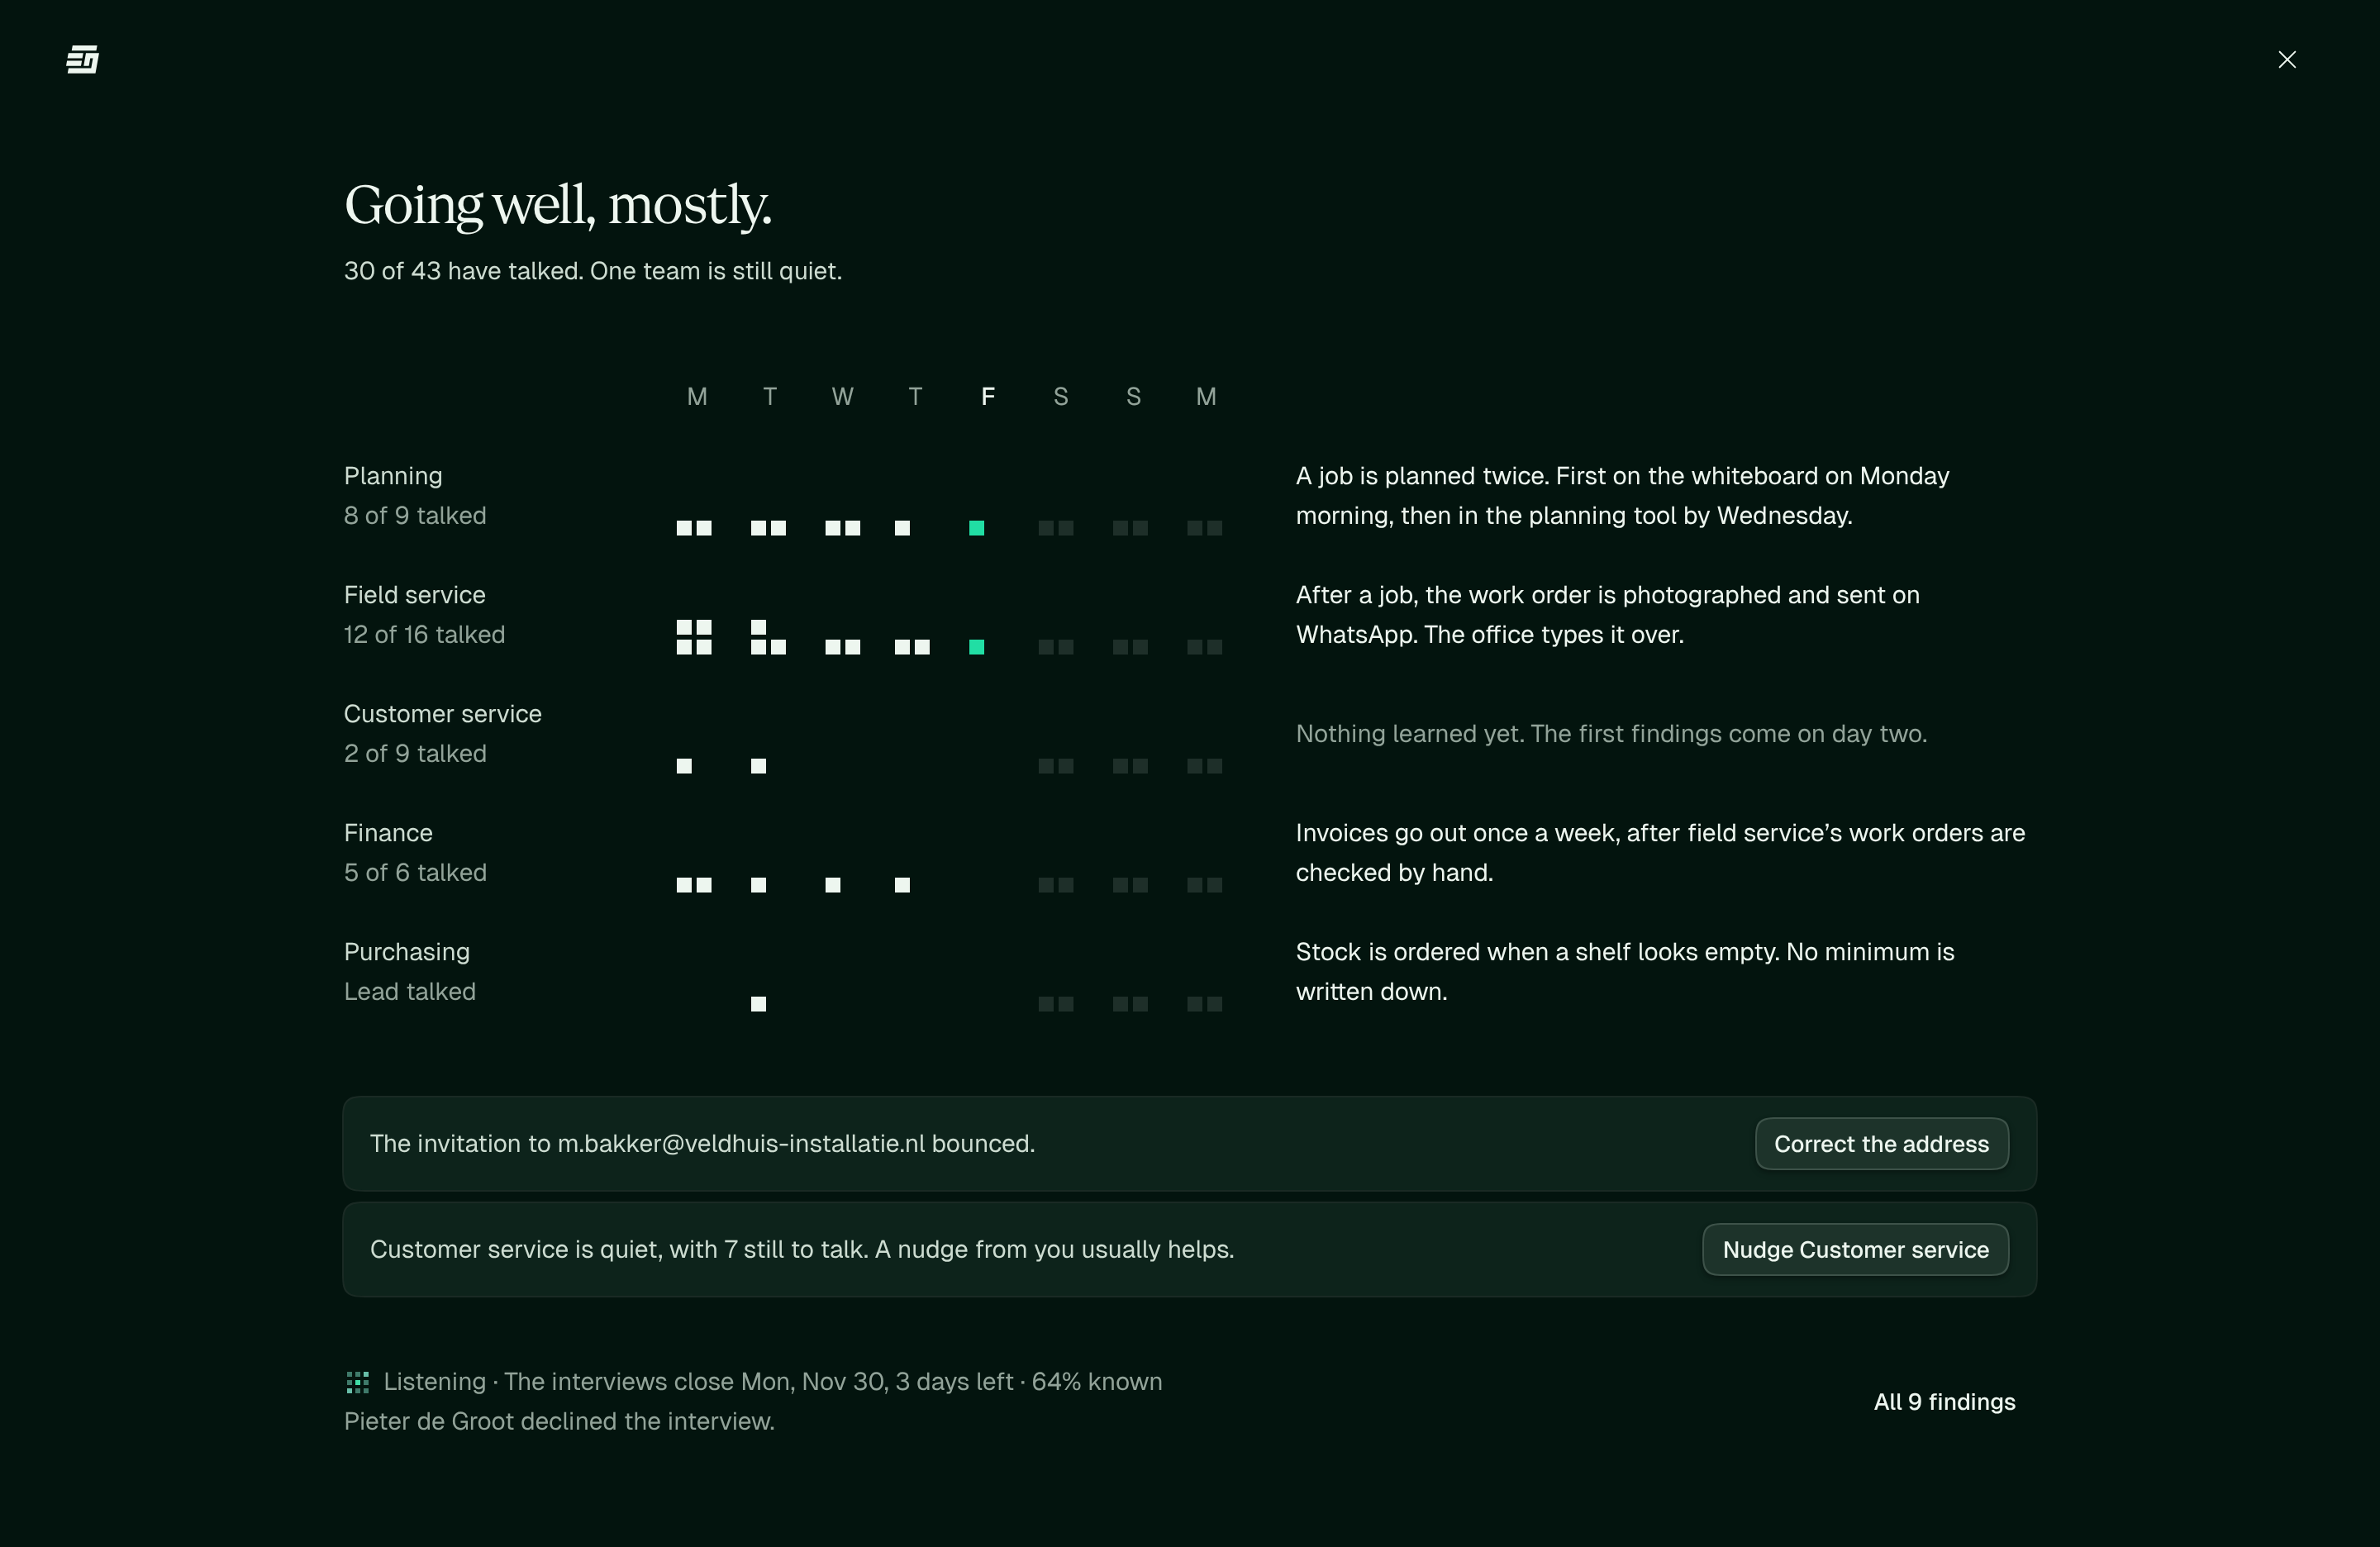 Going well, mostly.
30 of 43 have talked. One team is still quiet.
M T W T F S S M
Planning
8 of 9 talked
A job is planned twice. First on the whiteboard on Monday
morning, then in the planning tool by Wednesday.
Field service
12 of 16 talked
After a job, the work order is photographed and sent on
WhatsApp. The office types it over.
Customer service
2 of 9 talked
Nothing learned yet. The first findings come on day two.
Finance
5 of 6 talked
Invoices go out once a week, after field service’s work orders are
checked by hand.
Purchasing
Lead talked
Stock is ordered when a shelf looks empty. No minimum is
written down.
The invitation to m.bakker@veldhuis-installatie.nl bounced.
Correct the address
Customer service is quiet, with 7 still to talk. A nudge from you usually helps.
Nudge Customer service
Listening · The interviews close Mon, Nov 30, 3 days left · 64% known
Pieter de Groot declined the interview.
All 9 findings